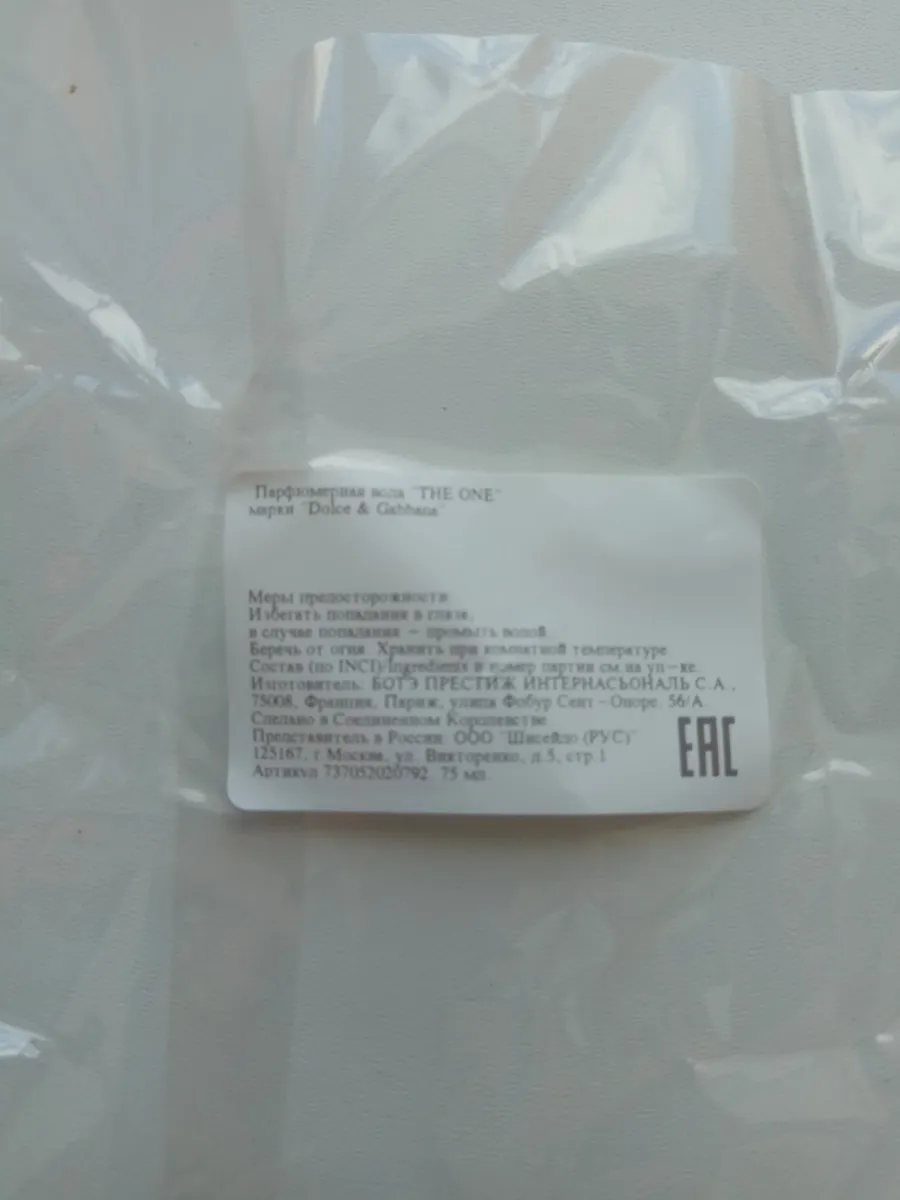 Парфюмерная вода "THE ONE"
марки "Dolce & Gabbana"
Меры предосторожности:
Избегать попадания в глаза,
в случае попадания - промыть водой.
Беречь от огня. Хранить при комнатной температуре.
Состав (по INCI)/Ingredients и номер партии см.на уп-ке.
Изготовитель: БОТЭ ПРЕСТИЖ ИНТЕРНАСЬОНАЛЬ С.А.,
75008, Франция, Париж, улица Фобур Сент-Оноре, 56/А.
Сделано в Соединенном Королевстве
Представитель в России: ООО "Шисейдо (РУС)"
125167, г.Москва, ул. Викторенко, д.5, стр.1
Артикул 737052020792 75 мл.
EAC